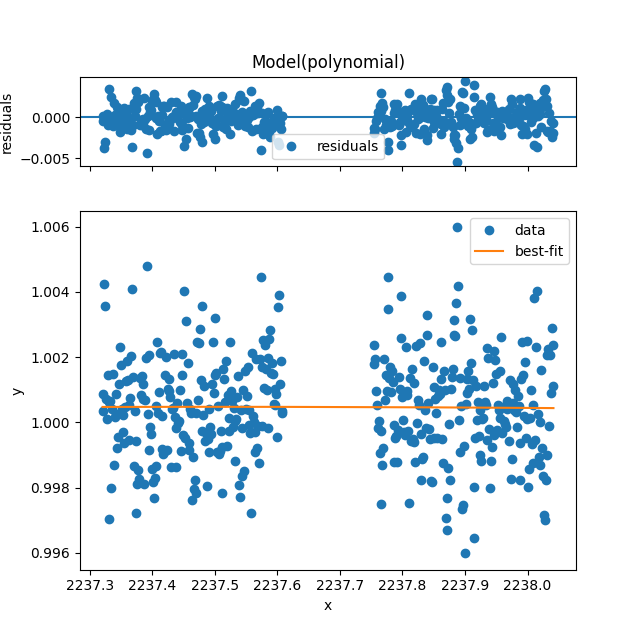 Model(polynomial)
residuals
0.000
−0.005
residuals
y
1.006
1.004
1.002
1.000
0.998
0.996
data
best-fit
2237.3 2237.4 2237.5 2237.6 2237.7 2237.8 2237.9 2238.0
x